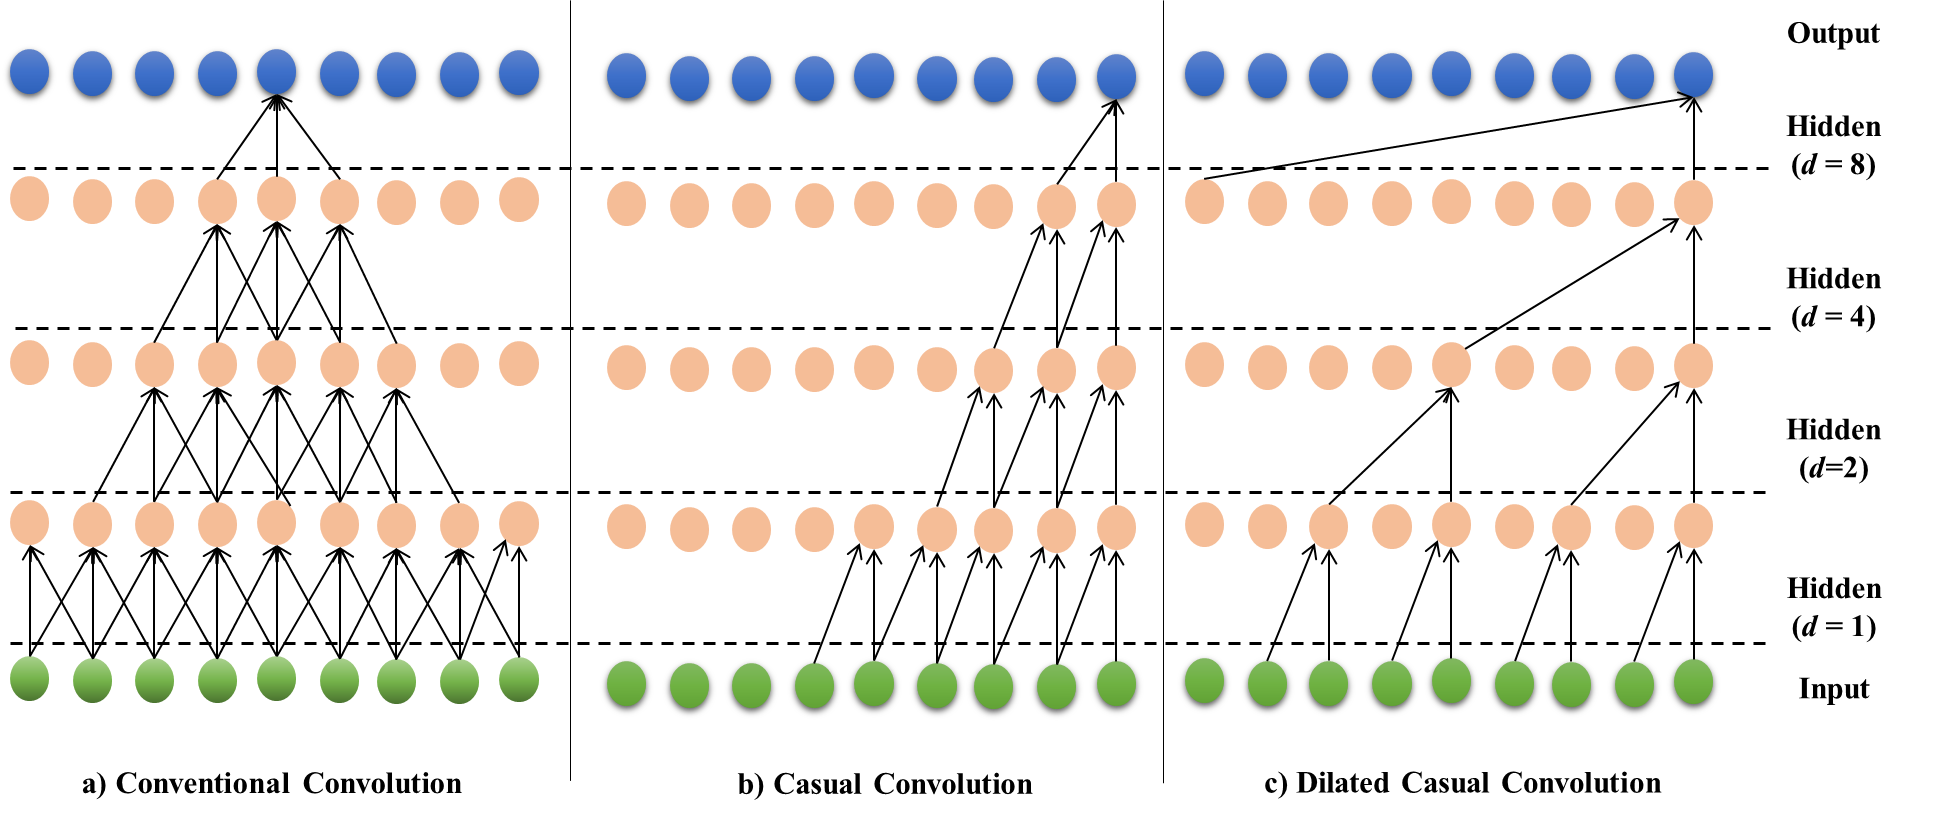 Output
Hidden
(d = 8)
Hidden
(d = 4)
Hidden
(d=2)
Hidden
(d = 1)
Input
a) Conventional Convolution
b) Casual Convolution
c) Dilated Casual Convolution